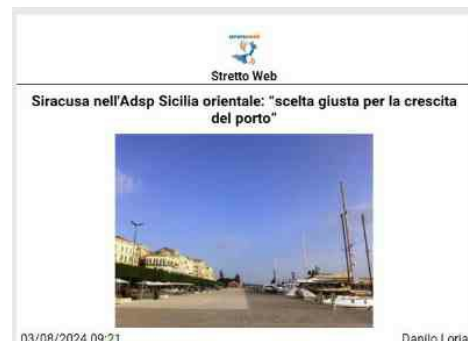 Stretto Web
Siracusa nell'Adsp Sicilia orientale: "scelta giusta per la crescita
del porto"
03/08/2024 09:21
Danilo Loria